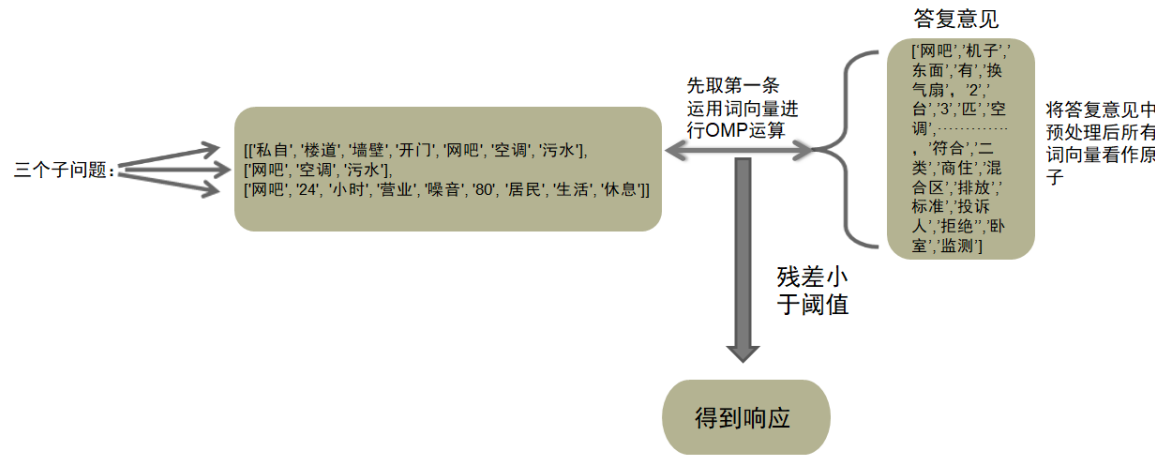 三个子问题：
[['私自', '楼道', '墙壁', '开门', '网吧', '空调', '污水'],
['网吧', '空调', '污水'],
['网吧', '24', '小时', '营业', '噪音', '80', '居民', '生活', '休息']]
先取第一条
运用词向量进
行OMP运算
答复意见
['网吧','机子','
东面','有','换
气扇'，'2','
台','3','匹','空
调',…………
，'符合','二
类','商住','混
合区','排放','
标准','投诉
人','拒绝'',卧
室','监测']
将答复意见中
预处理后所有
词向量看作原
子
残差小
于阈值
得到响应